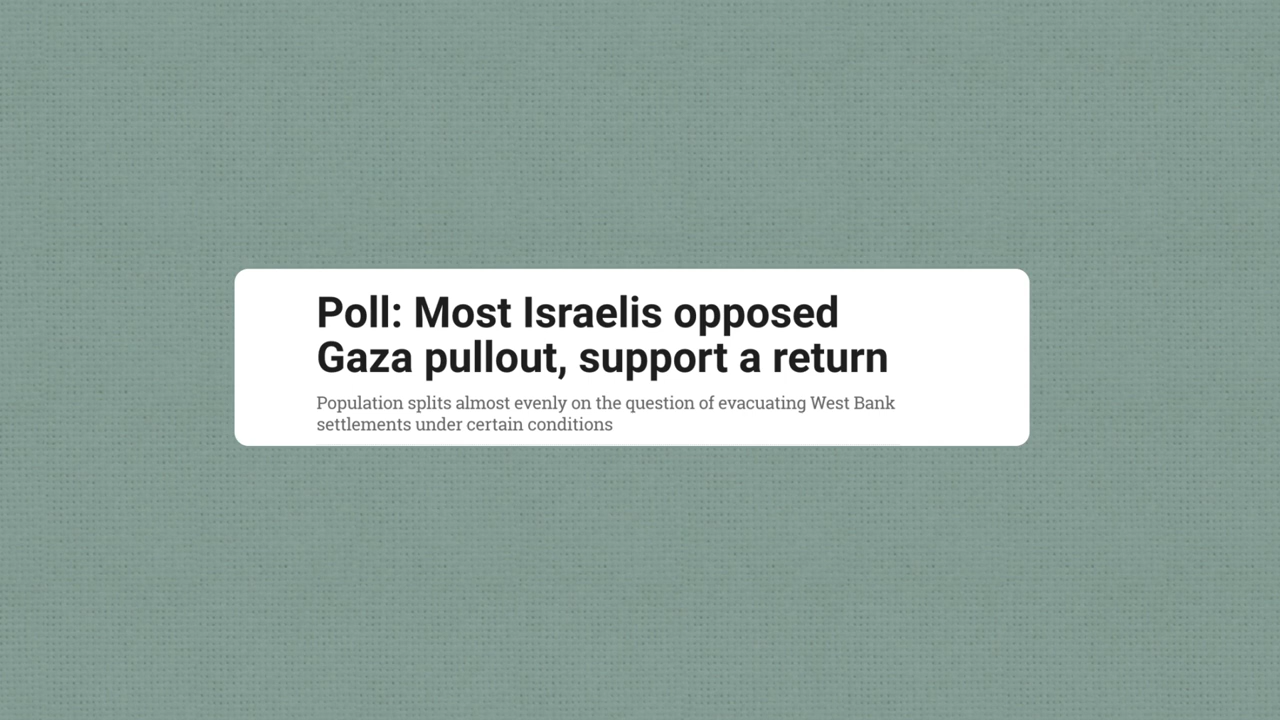 Poll: Most Israelis opposed
Gaza pullout, support a return
Population splits almost evenly on the question of evacuating West Bank
settlements under certain conditions